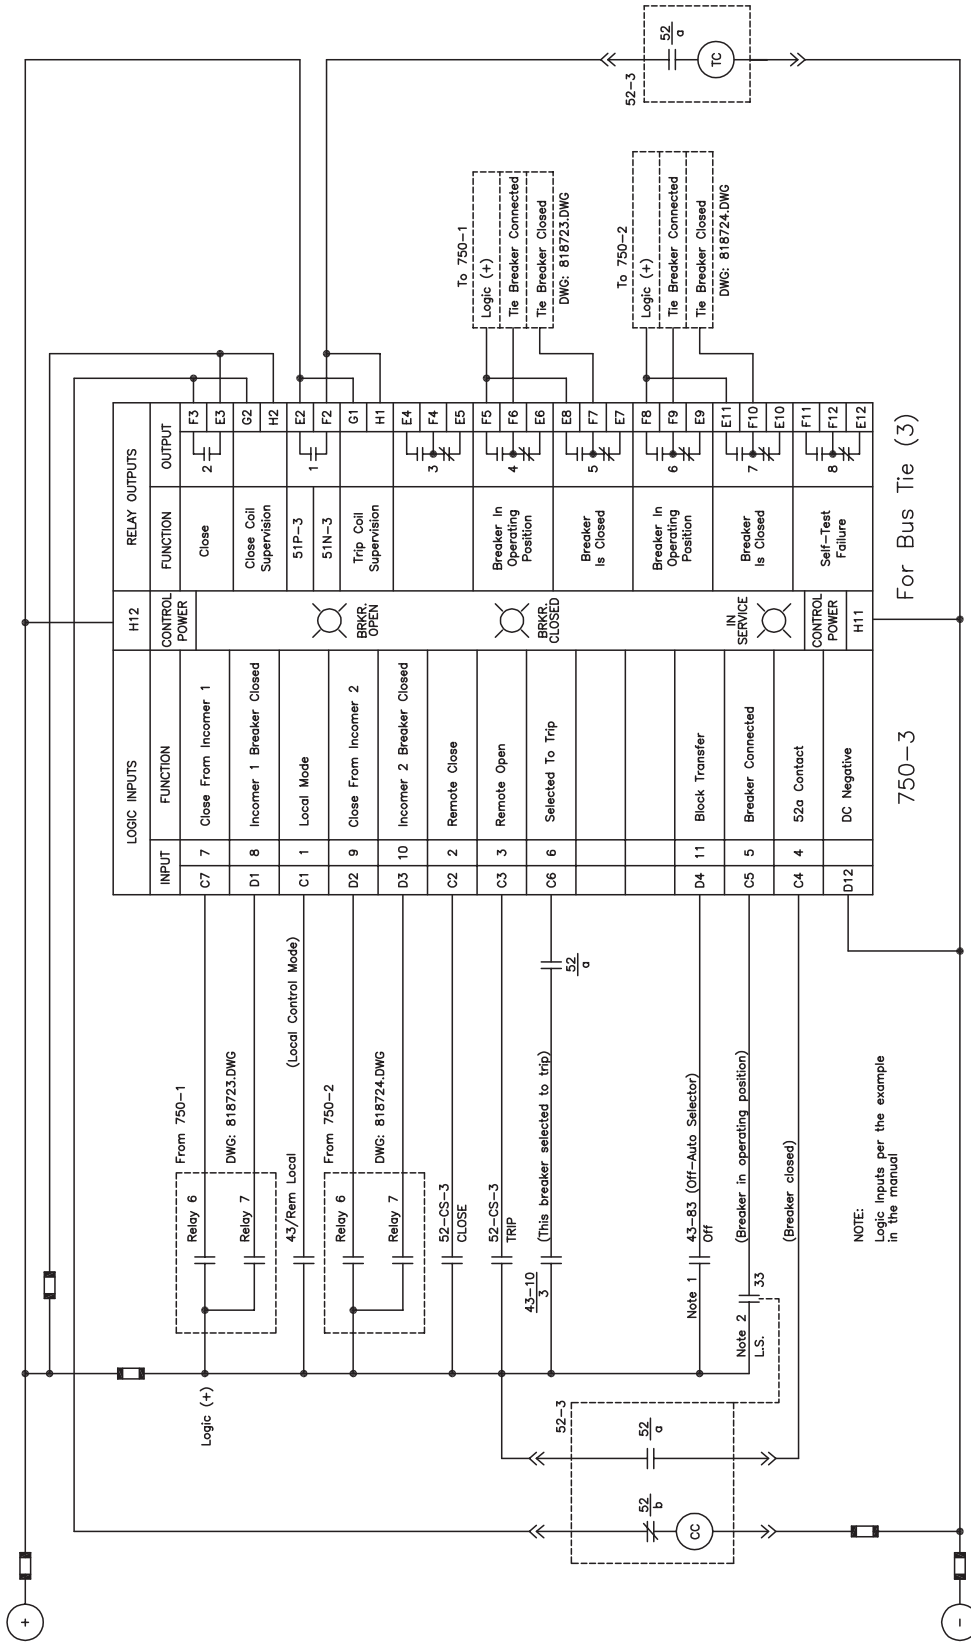 +
Logic (+)
From 750-1
Relay 6
Relay 7
DWG: 818723.DWG
43/Rem Local
(Local Control Mode)
From 750-2
Relay 6
Relay 7
DWG: 818724.DWG
52-CS-3
CLOSE
52-CS-3
TRIP
43-10
3
(This breaker selected to trip)
52
a
Note 1
43-83 (Off-Auto Selector)
Off
Note 2
L.S.
33
(Breaker in operating position)
(Breaker closed)
52-3
52
b
CC
52
a
NOTE:
Logic Inputs per the example
in the manual
-
LOGIC INPUTS
INPUT FUNCTION
C7 7 Close From Incomer 1
D1 8 Incomer 1 Breaker Closed
C1 1 Local Mode
D2 9 Close From Incomer 2
D3 10 Incomer 2 Breaker Closed
C2 2 Remote Close
C3 3 Remote Open
C6 6 Selected To Trip
D4 11 Block Transfer
C5 5 Breaker Connected
C4 4 52a Contact
D12 DC Negative
H12
CONTROL
POWER
BRKR.
OPEN
BRKR.
CLOSED
IN
SERVICE
CONTROL
POWER
H11
RELAY OUTPUTS
FUNCTION OUTPUT
Close
2
F3
E3
Close Coil
Supervision
G2
H2
51P-3
51N-3
1
E2
F2
Trip Coil
Supervision
G1
H1
3
E4
F4
E5
Breaker In
Operating
Position
4
F5
F6
E6
Breaker
Is Closed
5
E8
F7
E7
Breaker In
Operating
Position
6
F8
F9
E9
Breaker
Is Closed
7
E11
F10
E10
Self-Test
Failure
8
F11
F12
E12
750-3
For Bus Tie (3)
To 750-1
Logic (+)
Tie Breaker Connected
Tie Breaker Closed
DWG: 818723.DWG
To 750-2
Logic (+)
Tie Breaker Connected
Tie Breaker Closed
DWG: 818724.DWG
52-3
52
a
TC